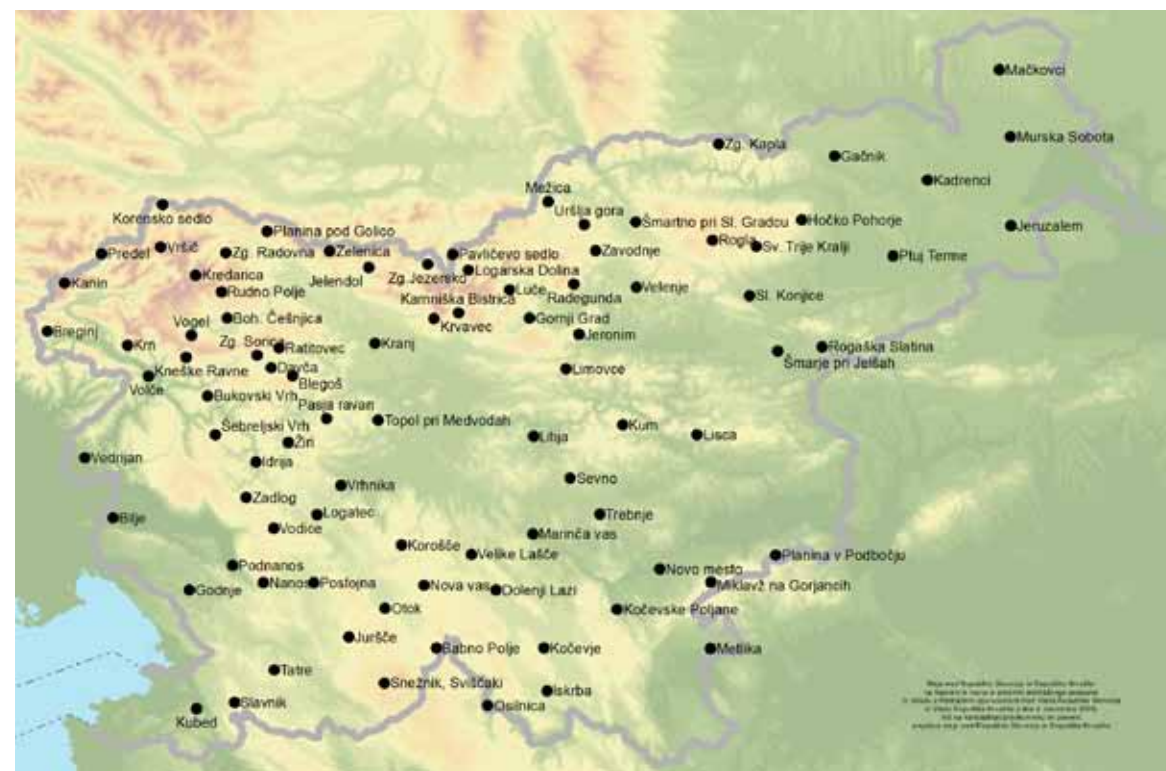 Mačkovci
Murska Sobota
Zg. Kapla
Gačnik
Kadrenci
Mežica
Uršlja gora
Korensko sedlo
Šmartno pri Sl. Gradcu
Hočko Pohorje
Jeruzalem
Planina pod Golico
Rogla
Sv. Trije Kralji
Vršič
Predel
Zg. Radovna
Zelenica
Pavličevo sedlo
Zavodnje
Ptuj Terme
Zg. Jezersko
Logarska Dolina
Jelendol
Kredarica
Kanin
Rudno Polje
Luče
Radegunda
Velenje
Sl. Konjice
Kamniška Bistrica
Boh. Češnjica
Krvavec
Gornji Grad
Vogel
Breginj
Jeronim
Krn
Zg. Sorica
Ratitovec
Kranj
Rogaška Slatina
Šmarje pri Jelšah
Kneške Ravne
Davča
Limovce
Volče
Blegoš
Bukovski Vrh
Pasja ravan
Topol pri Medvodah
Kum
Šebreljski Vrh
Žiri
Litija
Lisca
Vedrijan
Idrija
Sevno
Vrhnika
Zadlog
Logatec
Trebnje
Bilje
Vodice
Marinča vas
Korošče
Velike Lašče
Planina v Podbočju
Podnanos
Novo mesto
Nanos
Postojna
Nova vas
Dolenji Lazi
Miklavž na Gorjancih
Godnje
Otok
Kočevske Poljane
Juršče
Babno Polje
Kočevje
Metlika
Tatre
Snežnik, Sviščaki
Iskrba
Slavnik
Osilnica
Kubed